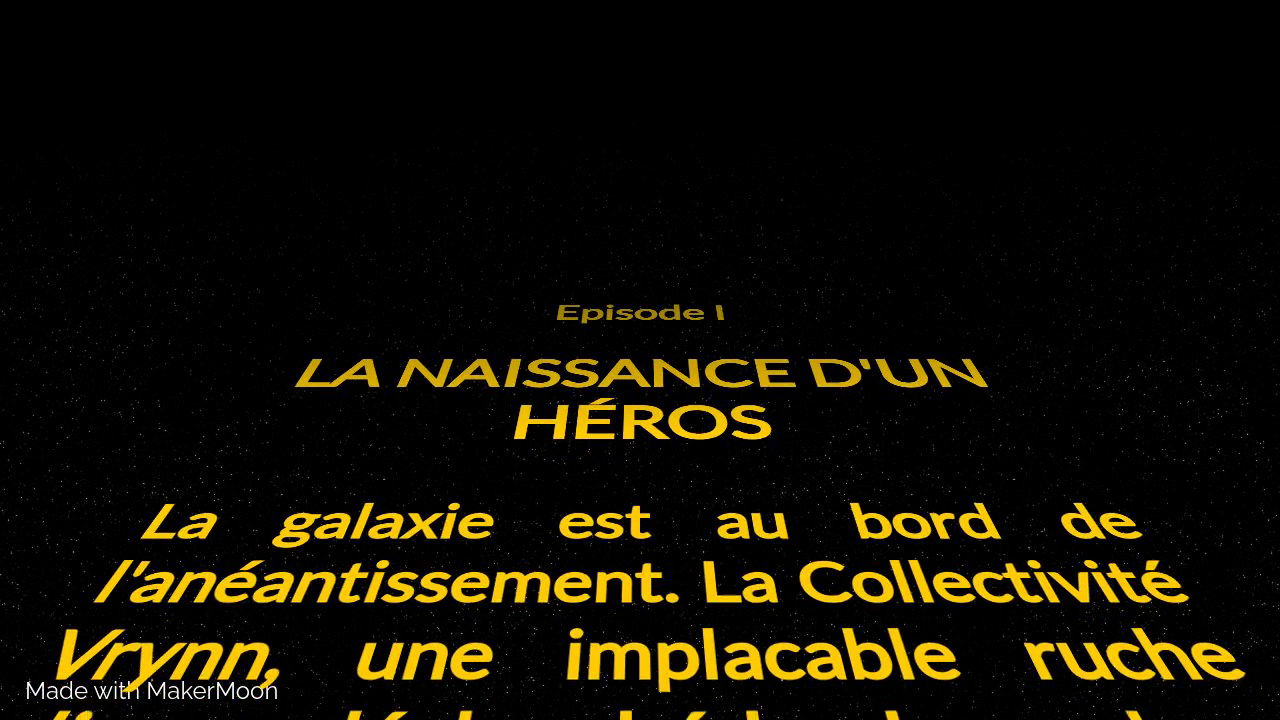 Episode I
LA NAISSANCE D'UN
HÉROS
La galaxie est au bord de
l'anéantissement. La Collectivité
Vrynn, une implacable ruche
Made with MakerMoon